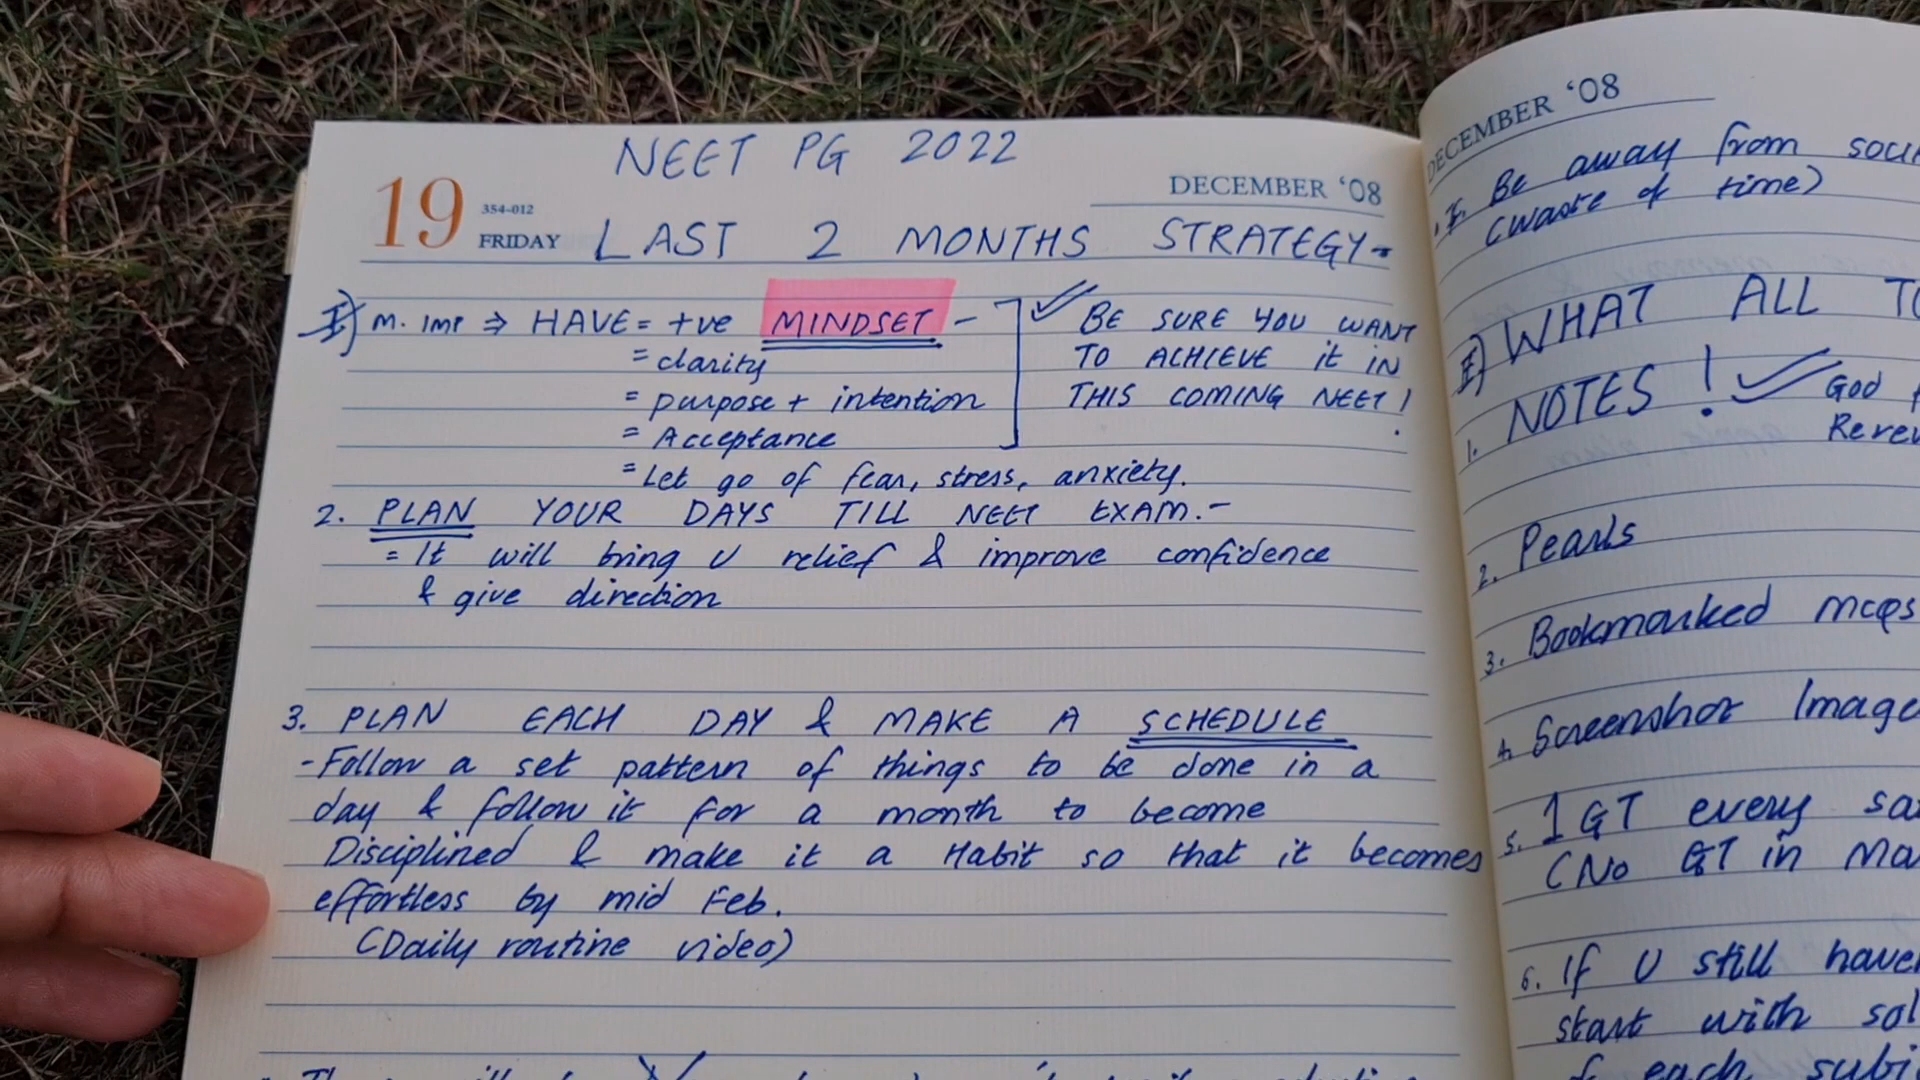 NEET PG 2022
19
354-012
FRIDAY
DECEMBER '08
LAST 2 MONTHS STRATEGY-
I) M. IMP ⇒ HAVE = +ve MINDSET -
= clarity
= purpose + intention
= Acceptance
= Let go of fear, stress, anxiety.
✓ BE SURE YOU WANT
TO ACHIEVE it IN
THIS COMING NEET!
2. PLAN YOUR DAYS TILL NEET EXAM.-
= It will bring U relief & improve confidence
& give direction
3. PLAN EACH DAY & MAKE A SCHEDULE
-Follow a set pattern of things to be done in a
day & follow it for a month to become
Disciplined & make it a Habit so that it becomes
effortless by mid Feb.
(Daily routine video)
DECEMBER '08
Be away from
(waste of time)
II) WHAT ALL
1. NOTES! ✓ God
2. Pearls
3. Bookmarked mcqs
4. Screenshot Image
5. 1 GT every
(No GT in
6. If U still have
start with
of each